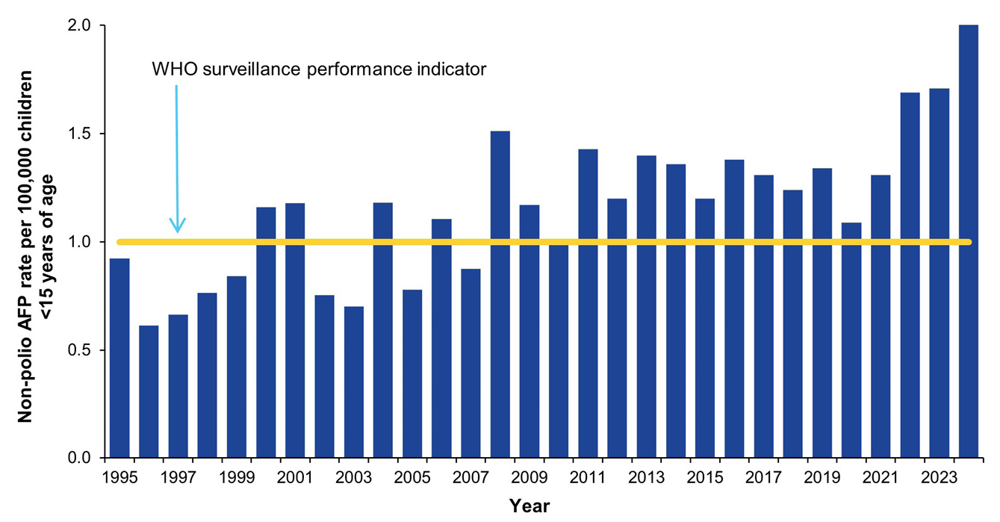 WHO surveillance performance indicator
Non-polio AFP rate per 100,000 children
<15 years of age
2.0
1.5
1.0
0.5
0.0
1995 1997 1999 2001 2003 2005 2007 2009 2011 2013 2015 2017 2019 2021 2023
Year